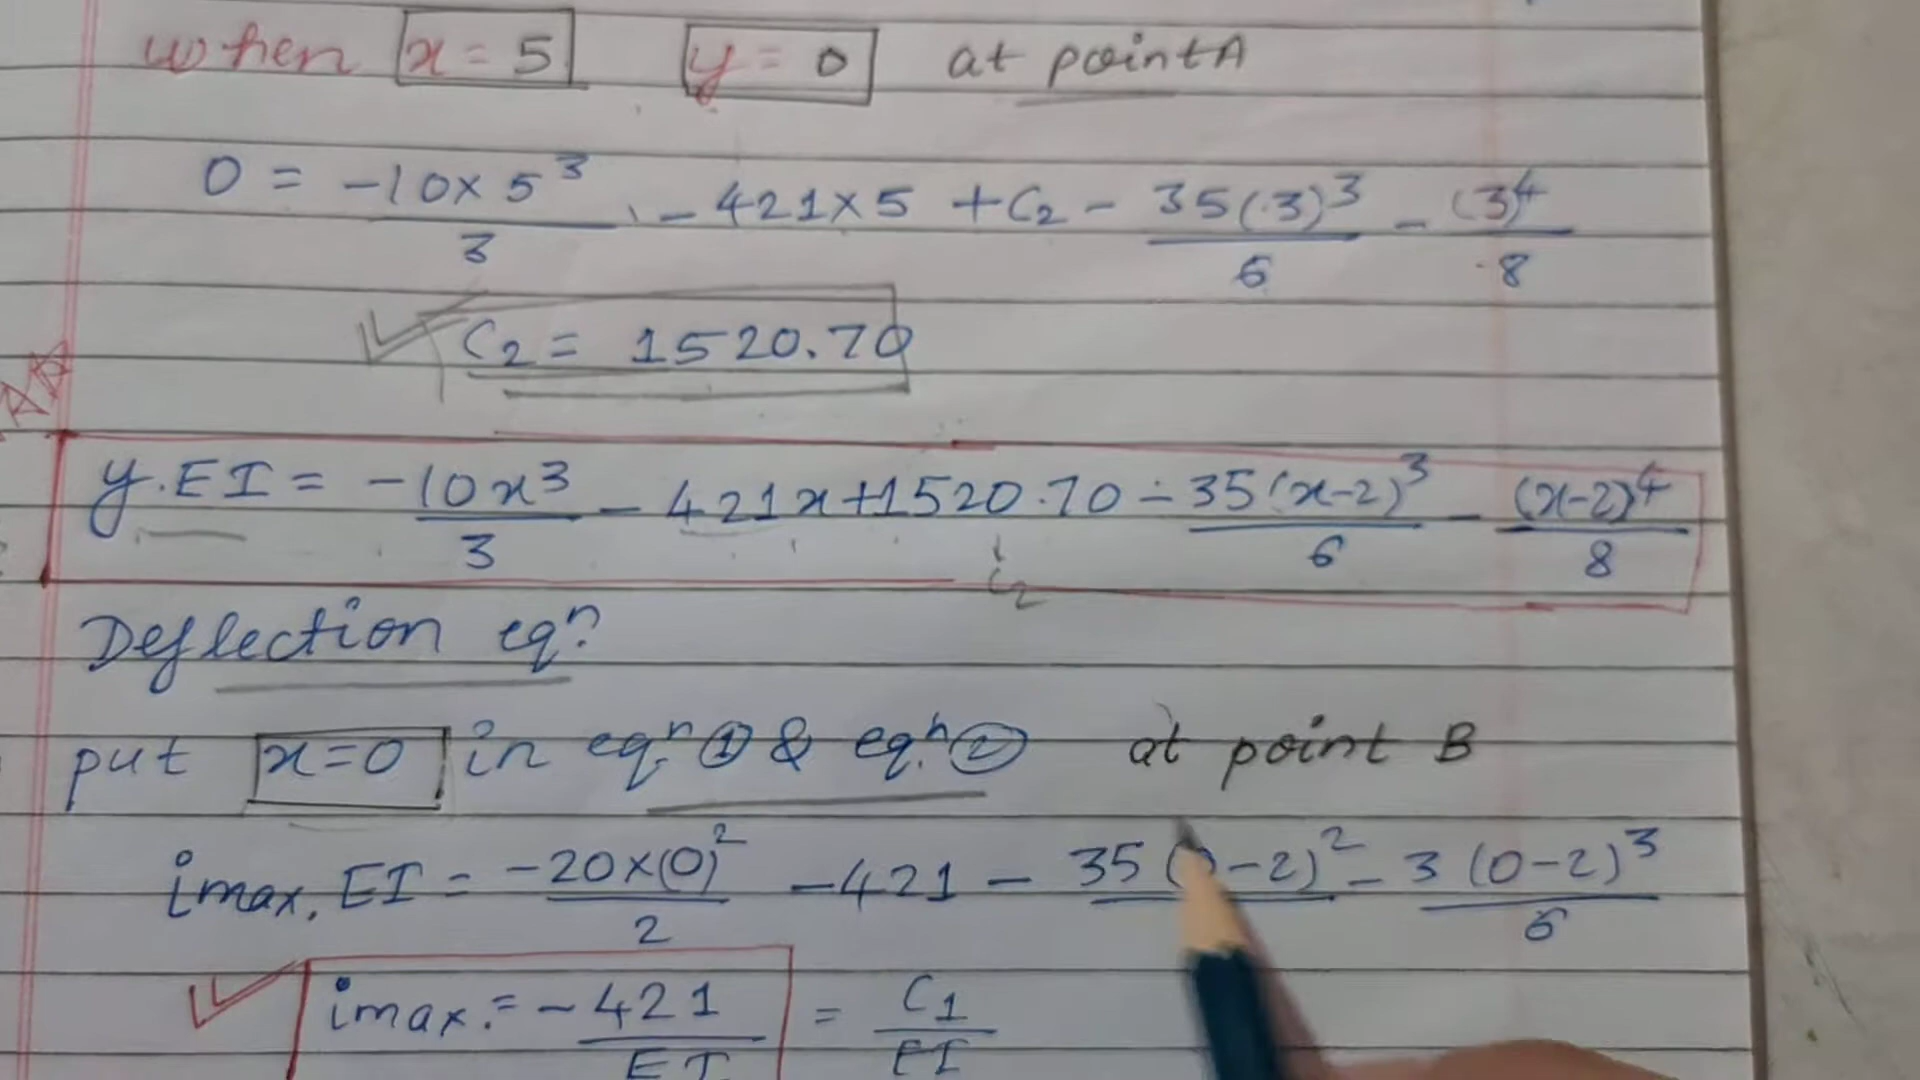 when x = 5 y = 0 at point A
0 = -10 × 5³/3 - 421 × 5 + C₂ - 35(3)³/6 - (3)⁴/8
C₂ = 1520.70
y.EI = -10x³/3 - 421x + 1520.70 - 35(x-2)³/6 - (x-2)⁴/8
C₂
Deflection eqⁿ
put x=0 in eqⁿ ① & eqⁿ ② at point B
imax. EI = -20×(0)²/2 - 421 - 35(0-2)² - 3(0-2)³/6
imax. = -421/EI = C₁/EI